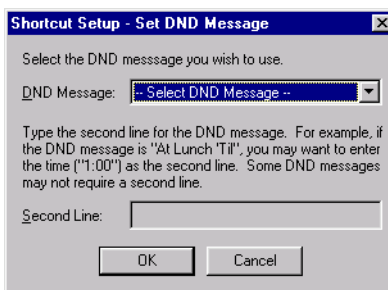 Shortcut Setup - Set DND Message
Select the DND messsage you wish to use.
DND Message: -- Select DND Message --
Type the second line for the DND message. For example, if
the DND message is "At Lunch 'Til", you may want to enter
the time ("1:00") as the second line. Some DND messages
may not require a second line.
Second Line:
OK Cancel